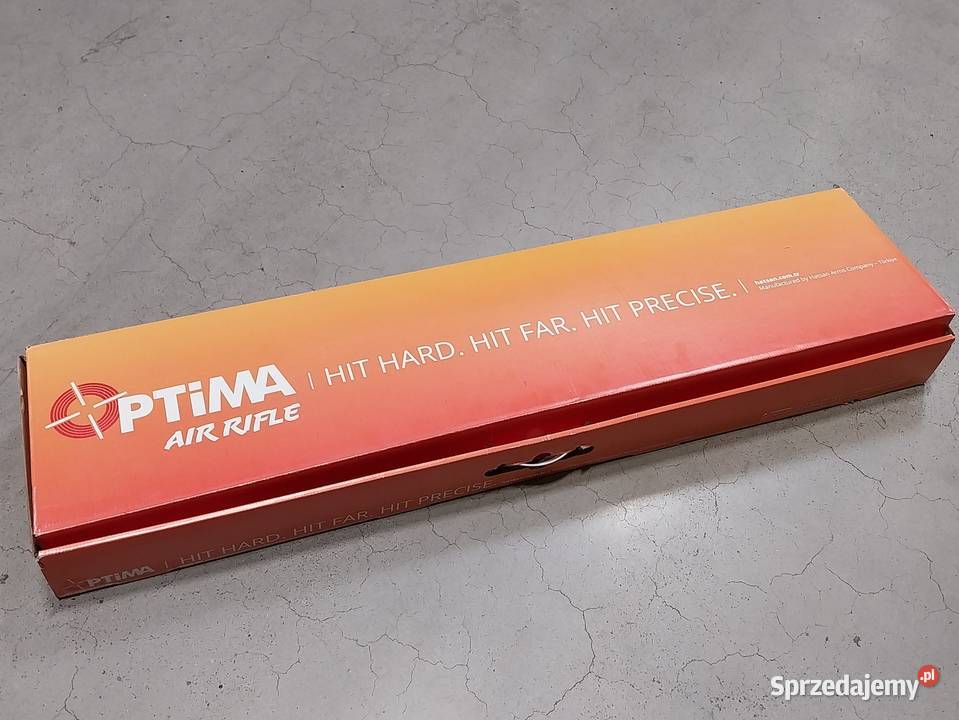 OPTiMA
AIR RIFLE
| HIT HARD. HIT FAR. HIT PRECISE. |
hatsan.com.tr
Manufactured by Hatsan Arms Company - Türkiye
OPTiMA | HIT HARD. HIT FAR. HIT PRECISE.
Sprzedajemy.pl